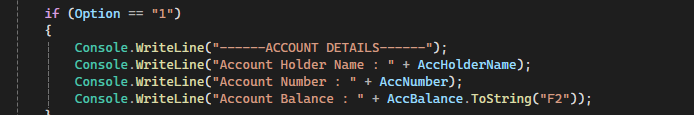 if (Option == "1")
{
Console.WriteLine("------ACCOUNT DETAILS------");
Console.WriteLine("Account Holder Name : " + AccHolderName);
Console.WriteLine("Account Number : " + AccNumber);
Console.WriteLine("Account Balance : " + AccBalance.ToString("F2"));